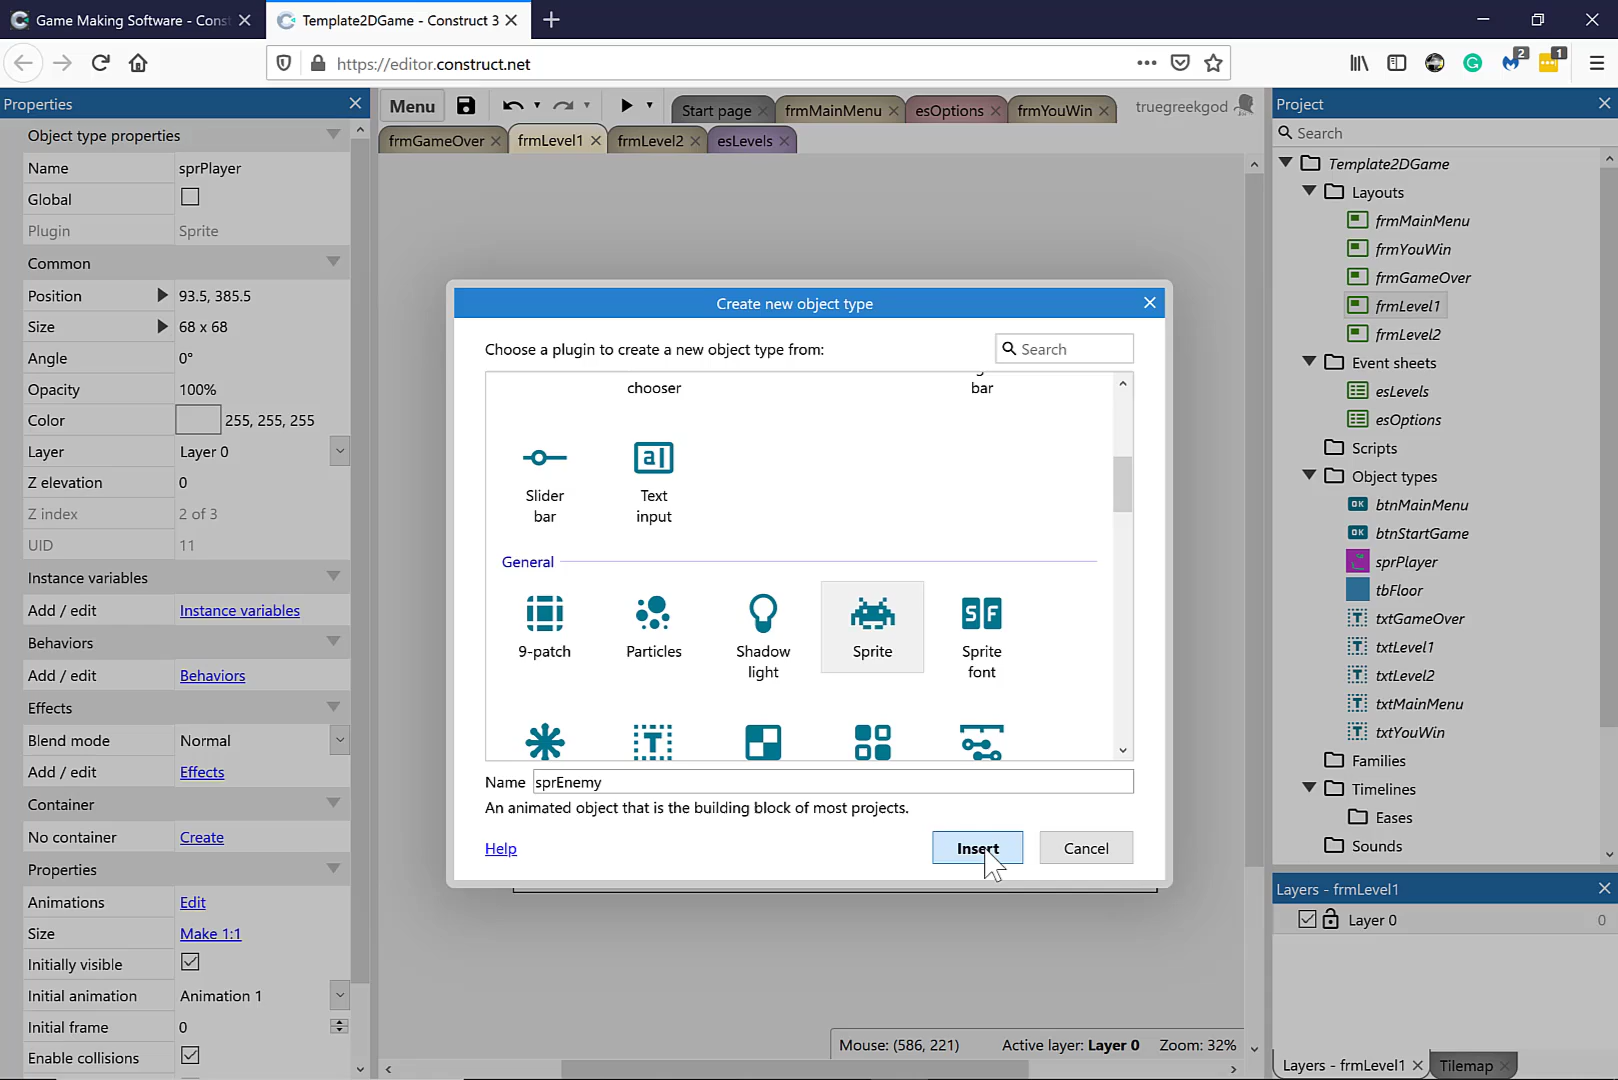 Game Making Software - Cons
Template2DGame - Construct 3
https://editor.construct.net
2
1
Properties
Object type properties
Name sprPlayer
Global
Plugin Sprite
Common
Position 93.5, 385.5
Size 68 x 68
Angle 0°
Opacity 100%
Color 255, 255, 255
Layer Layer 0
Z elevation 0
Z index 2 of 3
UID 11
Instance variables
Add / edit Instance variables
Behaviors
Add / edit Behaviors
Effects
Blend mode Normal
Add / edit Effects
Container
No container Create
Properties
Animations Edit
Size Make 1:1
Initially visible
Initial animation Animation 1
Initial frame 0
Enable collisions
Menu
Start page frmMainMenu esOptions frmYouWin truegreekgod
frmGameOver frmLevel1 frmLevel2 esLevels
Create new object type
Choose a plugin to create a new object type from:
Search
chooser
bar
a
Slider
bar
Text
input
General
SF
9-patch
Particles
Shadow
light
Sprite
Sprite
font
T
Name sprEnemy
An animated object that is the building block of most projects.
Help
Insert
Cancel
Mouse: (586, 221) Active layer: Layer 0 Zoom: 32%
Project
Search
Template2DGame
Layouts
frmMainMenu
frmYouWin
frmGameOver
frmLevel1
frmLevel2
Event sheets
esLevels
esOptions
Scripts
Object types
OK btnMainMenu
OK btnStartGame
sprPlayer
tbFloor
T txtGameOver
T txtLevel1
T txtLevel2
T txtMainMenu
T txtYouWin
Families
Timelines
Eases
Sounds
Layers - frmLevel1
Layer 0 0
Layers - frmLevel1
Tilemap